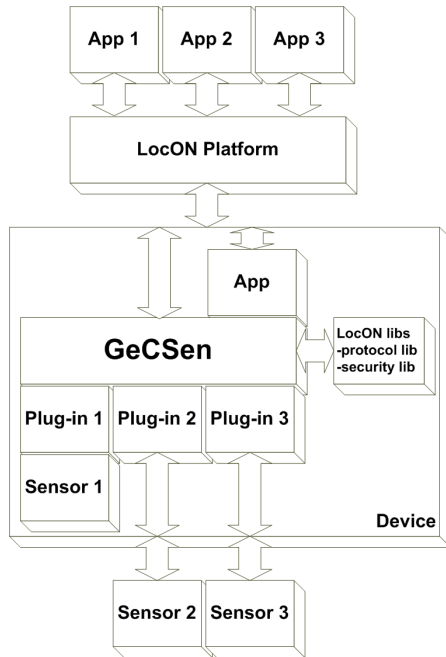 App 1
App 2
App 3
LocON Platform
App
GeCSen
LocON libs
-protocol lib
-security lib
Plug-in 1
Plug-in 2
Plug-in 3
Sensor 1
Device
Sensor 2
Sensor 3